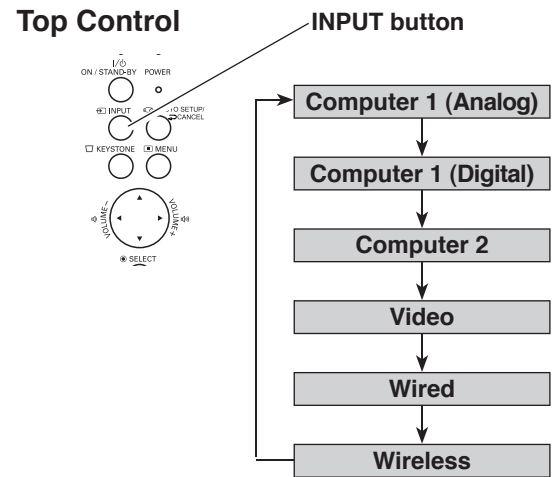 Top Control
INPUT button
I/⏻
ON / STAND-BY POWER
INPUT
TO SETUP/
CANCEL
KEYSTONE MENU
VOLUME−
VOLUME+
SELECT
Computer 1 (Analog)
Computer 1 (Digital)
Computer 2
Video
Wired
Wireless